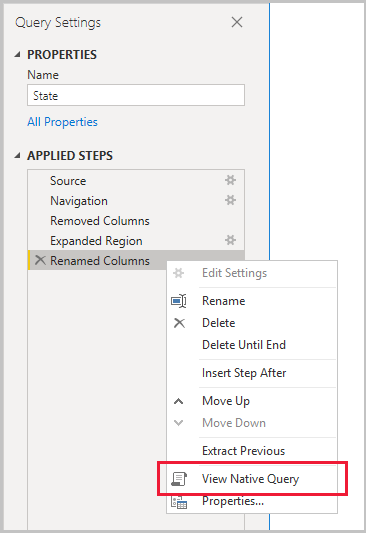 Query Settings
PROPERTIES
Name
State
All Properties
APPLIED STEPS
Source
Navigation
Removed Columns
Expanded Region
Renamed Columns
Edit Settings
Rename
Delete
Delete Until End
Insert Step After
Move Up
Move Down
Extract Previous
View Native Query
Properties...